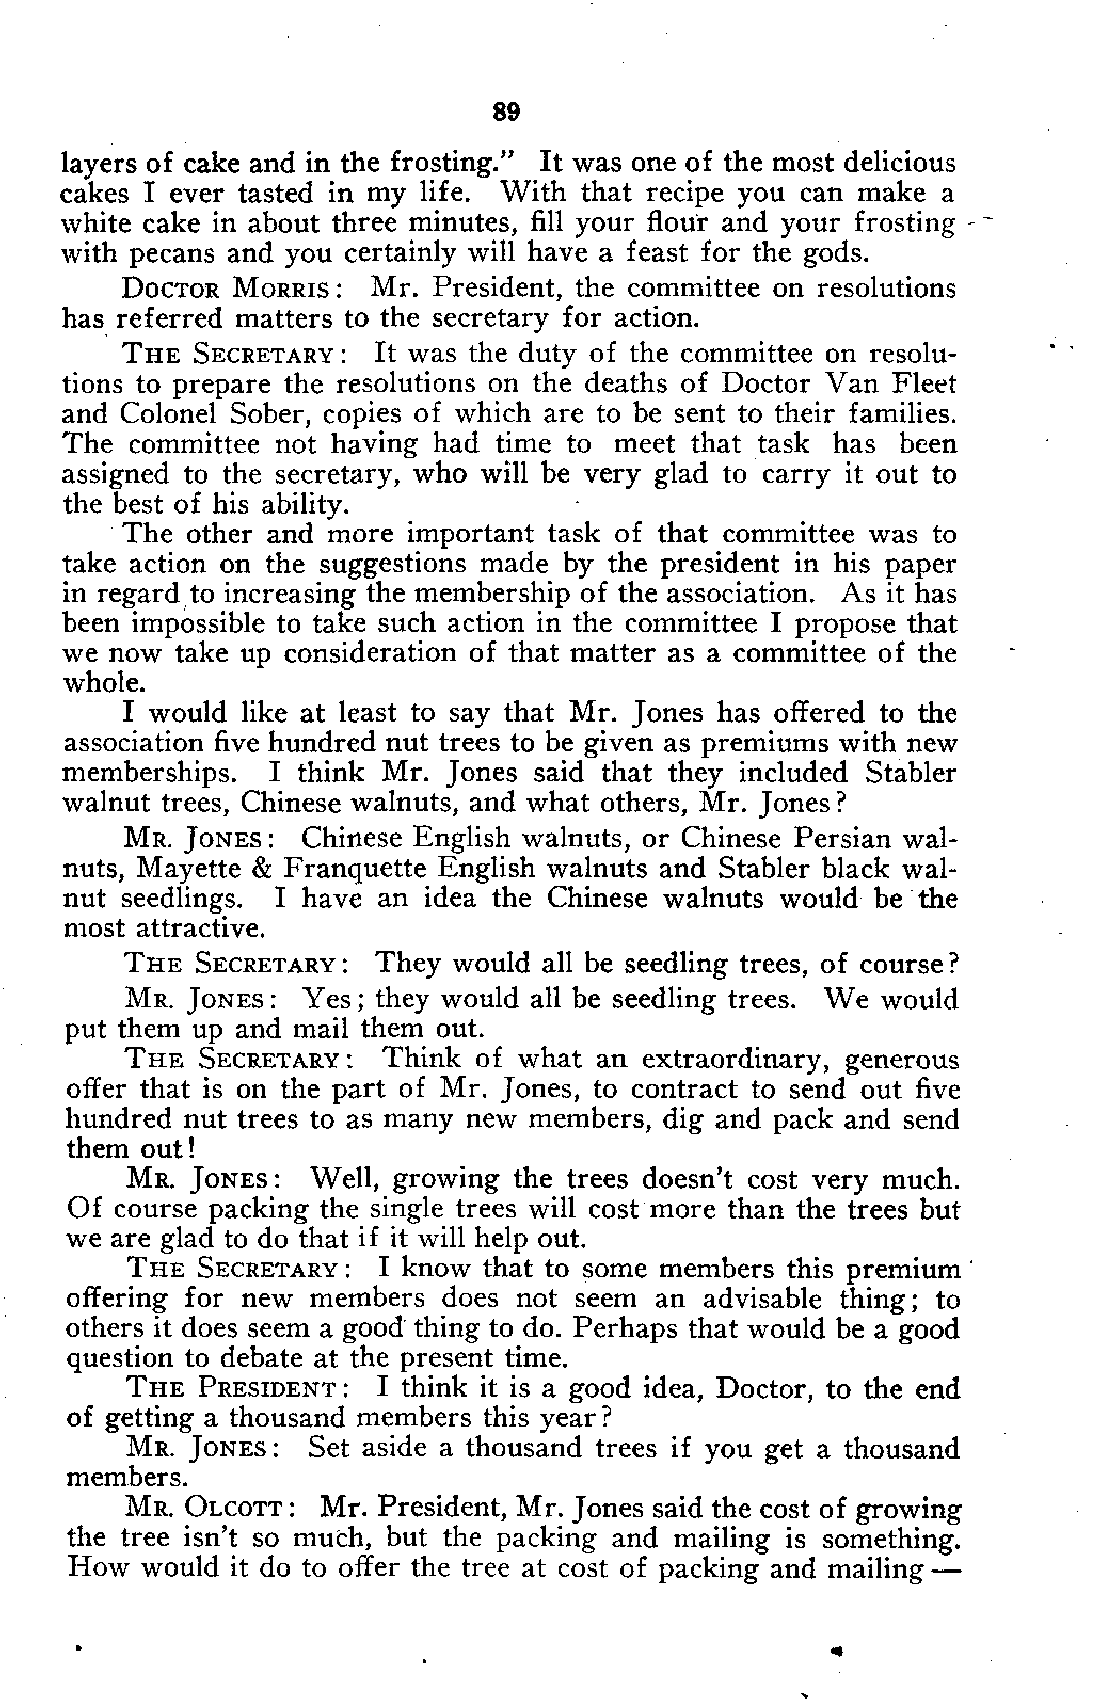 89
layers of cake and in the frosting." It was one of the most delicious
cakes I ever tasted in my life. With that recipe you can make a
white cake in about three minutes, fill your flour and your frosting
with pecans and you certainly will have a feast for the gods.
DOCTOR MORRIS: Mr. President, the committee on resolutions
has referred matters to the secretary for action.
THE SECRETARY: It was the duty of the committee on resolu-
tions to prepare the resolutions on the deaths of Doctor Van Fleet
and Colonel Sober, copies of which are to be sent to their families.
The committee not having had time to meet that task has been
assigned to the secretary, who will be very glad to carry it out to
the best of his ability.
The other and more important task of that committee was to
take action on the suggestions made by the president in his paper
in regard to increasing the membership of the association. As it has
been impossible to take such action in the committee I propose that
we now take up consideration of that matter as a committee of the
whole.
I would like at least to say that Mr. Jones has offered to the
association five hundred nut trees to be given as premiums with new
memberships. I think Mr. Jones said that they included Stabler
walnut trees, Chinese walnuts, and what others, Mr. Jones?
MR. JONES: Chinese English walnuts, or Chinese Persian wal-
nuts, Mayette & Franquette English walnuts and Stabler black wal-
nut seedlings. I have an idea the Chinese walnuts would be the
most attractive.
THE SECRETARY: They would all be seedling trees, of course?
MR. JONES: Yes; they would all be seedling trees. We would
put them up and mail them out.
THE SECRETARY: Think of what an extraordinary, generous
offer that is on the part of Mr. Jones, to contract to send out five
hundred nut trees to as many new members, dig and pack and send
them out!
MR. JONES: Well, growing the trees doesn't cost very much.
Of course packing the single trees will cost more than the trees but
we are glad to do that if it will help out.
THE SECRETARY: I know that to some members this premium
offering for new members does not seem an advisable thing; to
others it does seem a good thing to do. Perhaps that would be a good
question to debate at the present time.
THE PRESIDENT: I think it is a good idea, Doctor, to the end
of getting a thousand members this year?
MR. JONES: Set aside a thousand trees if you get a thousand
members.
MR. OLCOTT: Mr. President, Mr. Jones said the cost of growing
the tree isn't so much, but the packing and mailing is something.
How would it do to offer the tree at cost of packing and mailing—